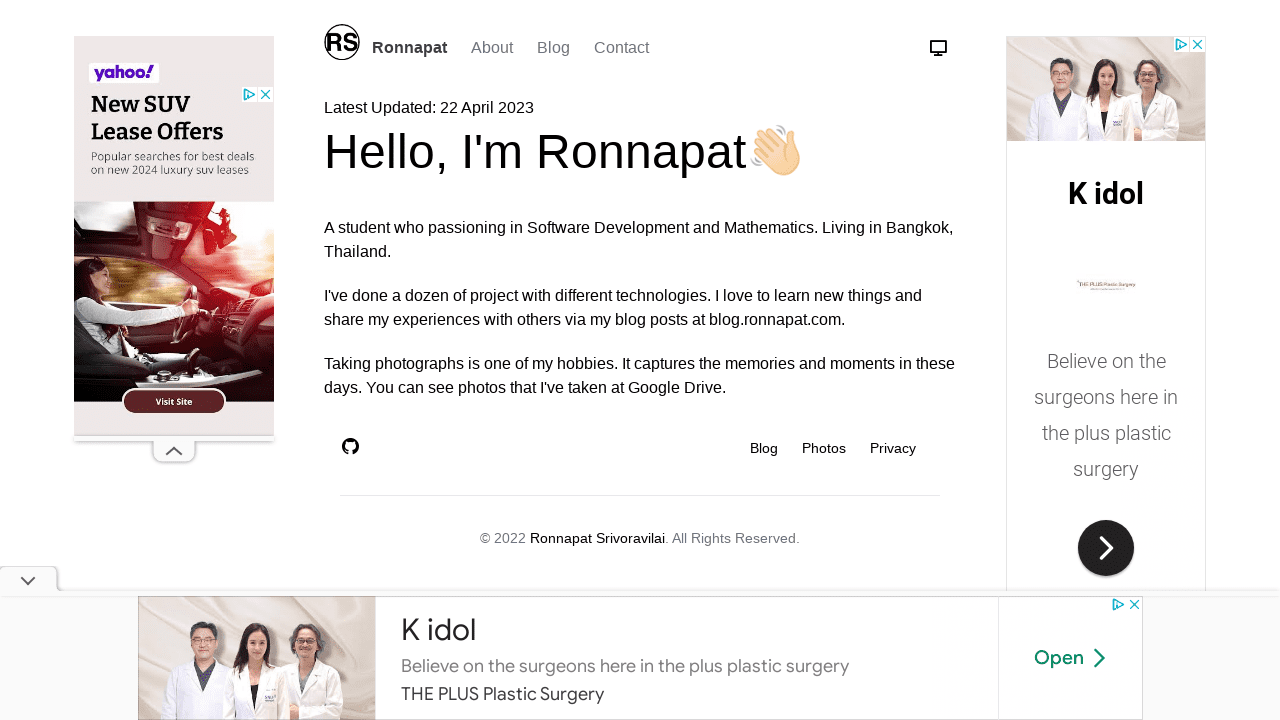 RS
Ronnapat
About
Blog
Contact
yahoo!
New SUV
Lease Offers
Popular searches for best deals
on new 2024 luxury suv leases
Visit Site
Latest Updated: 22 April 2023
Hello, I'm Ronnapat
A student who passioning in Software Development and Mathematics. Living in Bangkok,
Thailand.
I've done a dozen of project with different technologies. I love to learn new things and
share my experiences with others via my blog posts at blog.ronnapat.com.
Taking photographs is one of my hobbies. It captures the memories and moments in these
days. You can see photos that I've taken at Google Drive.
Blog
Photos
Privacy
© 2022 Ronnapat Srivoravilai. All Rights Reserved.
K idol
THE PLUS Plastic Surgery
Believe on the
surgeons here in
the plus plastic
surgery
K idol
Believe on the surgeons here in the plus plastic surgery
THE PLUS Plastic Surgery
Open